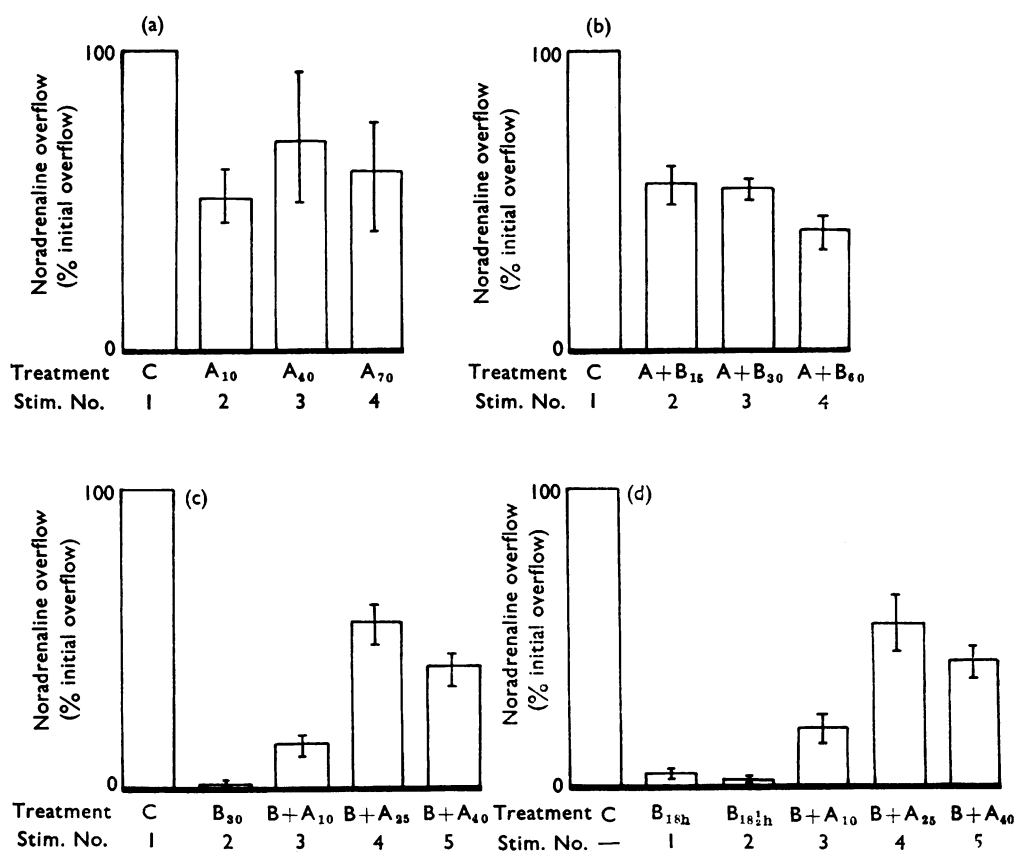 (a)
100
Noradrenaline overflow
(% initial overflow)
0
Treatment C A₁₀ A₄₀ A₇₀
Stim. No. 1 2 3 4
(b)
100
Noradrenaline overflow
(% initial overflow)
0
Treatment C A+B₁₅ A+B₃₀ A+B₆₀
Stim. No. 1 2 3 4
(c)
100
Noradrenaline overflow
(% initial overflow)
0
Treatment C B₃₀ B+A₁₀ B+A₂₅ B+A₄₀
Stim. No. 1 2 3 4 5
(d)
100
Noradrenaline overflow
(% initial overflow)
0
Treatment C B₁₈ₕ B₁₈½ₕ B+A₁₀ B+A₂₅ B+A₄₀
Stim. No. — 1 2 3 4 5